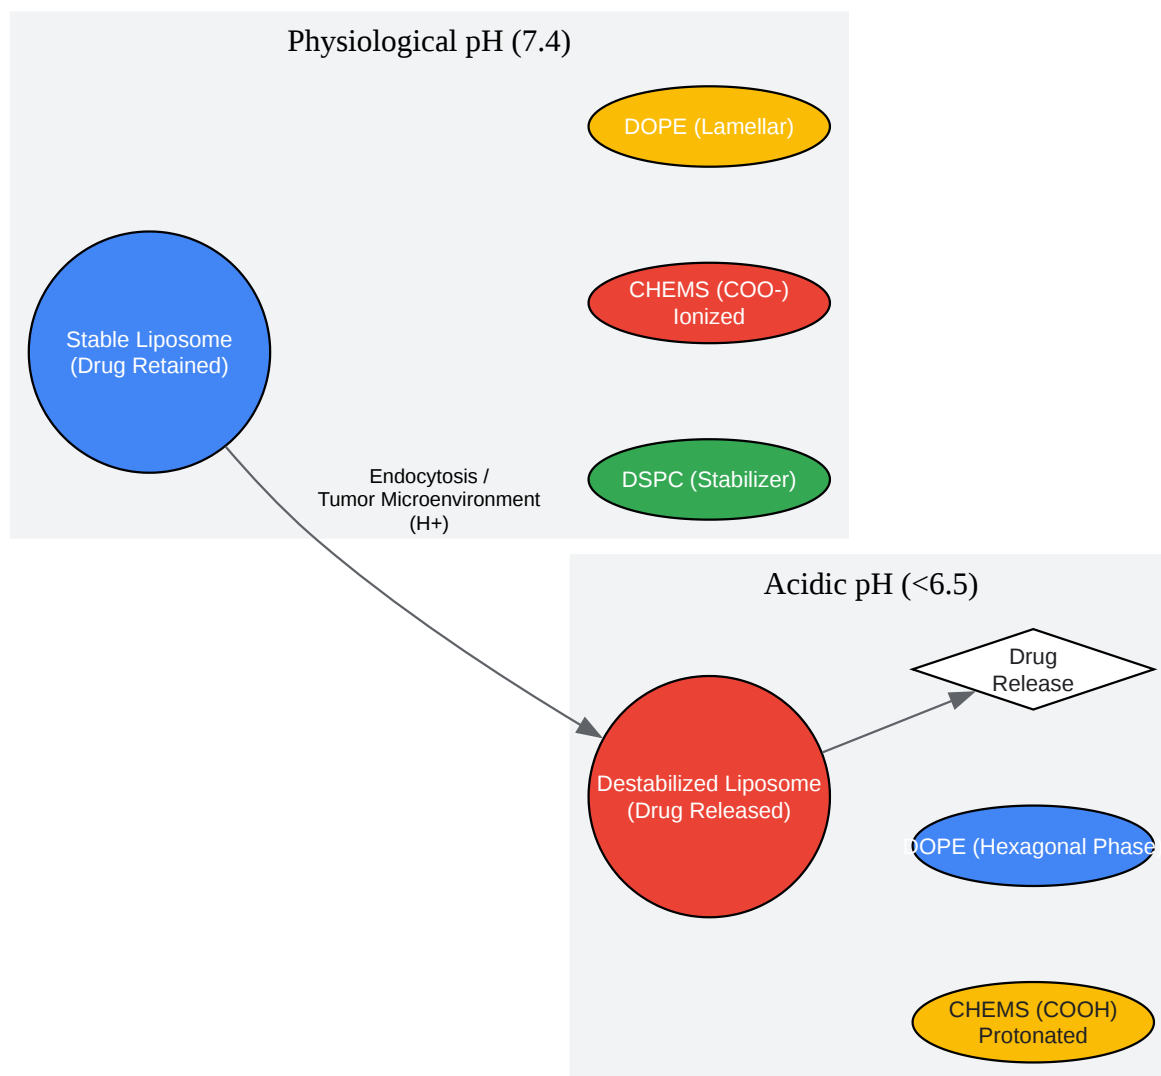 Physiological pH (7.4)
DOPE (Lamellar)
CHEMS (COO-)
Ionized
Stable Liposome
(Drug Retained)
DSPC (Stabilizer)
Endocytosis /
Tumor Microenvironment
(H+)
Acidic pH (<6.5)
Drug
Release
Destabilized Liposome
(Drug Released)
DOPE (Hexagonal Phase)
CHEMS (COOH)
Protonated